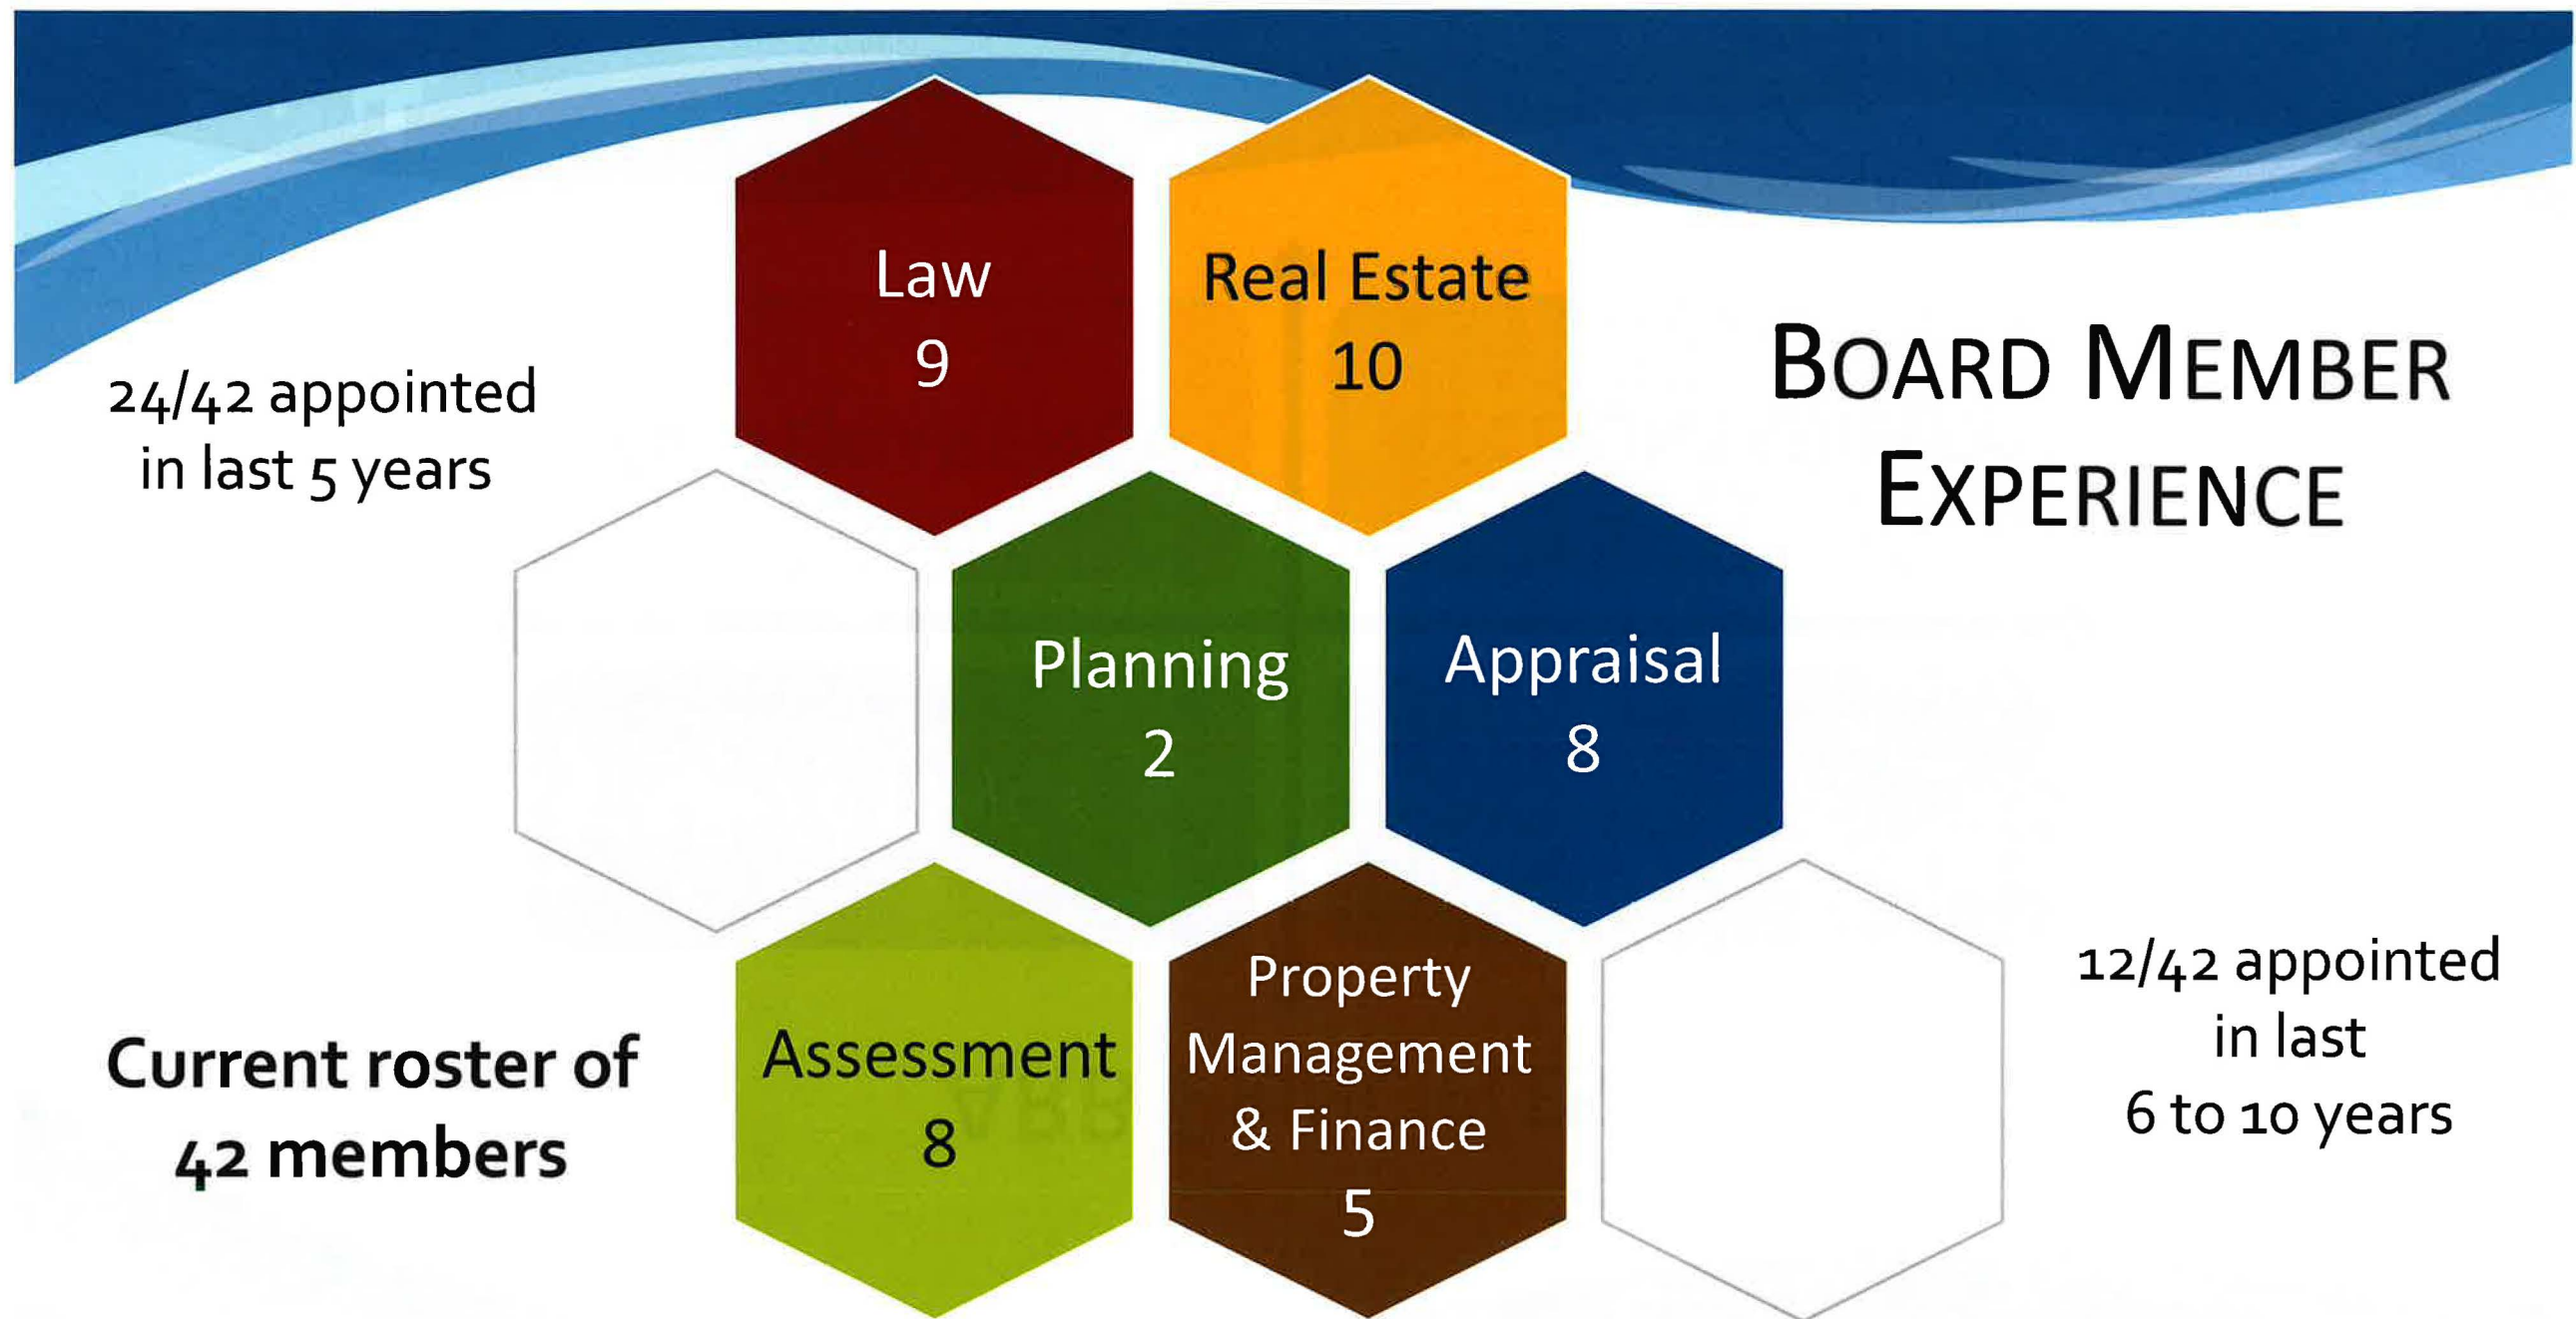 Law
9
Real Estate
10
BOARD MEMBER
EXPERIENCE
24/42 appointed
in last 5 years
Planning
2
Appraisal
8
Assessment
8
Property
Management
& Finance
5
12/42 appointed
in last
6 to 10 years
Current roster of
42 members